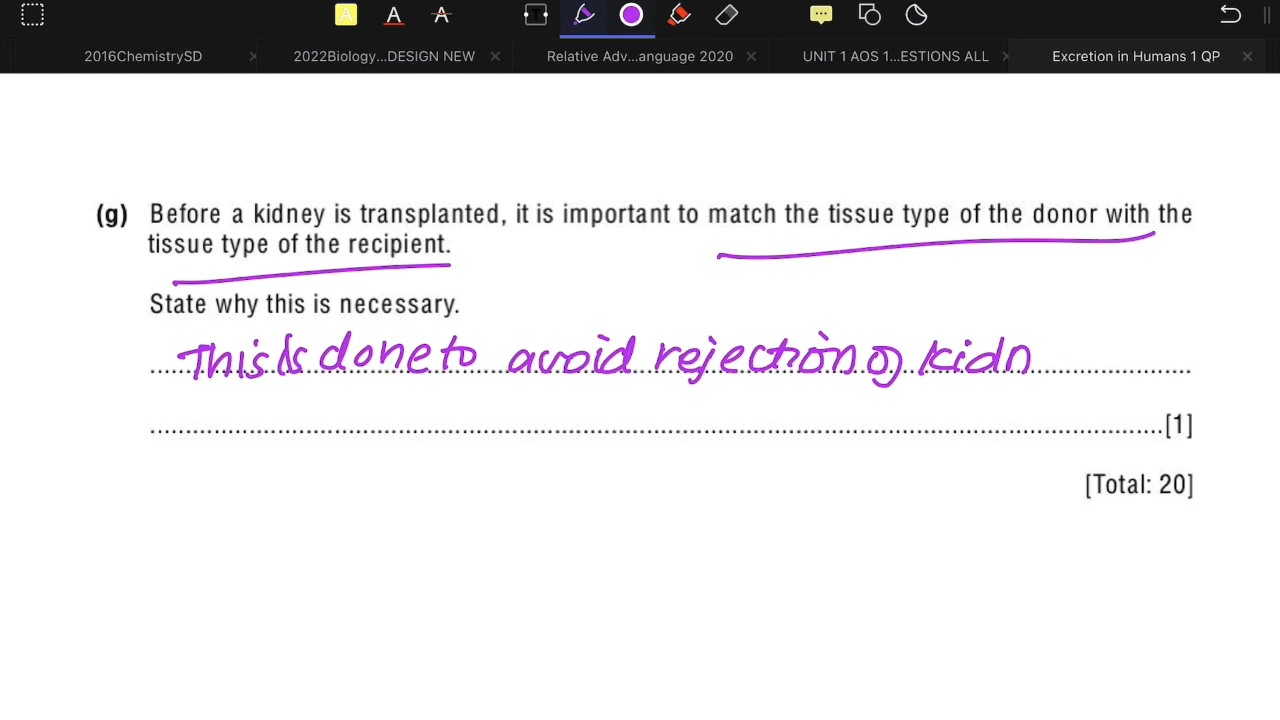 A A A T
2016ChemistrySD × 2022Biology...DESIGN NEW × Relative Adv...anguage 2020 × UNIT 1 AOS 1...ESTIONS ALL × Excretion in Humans 1 QP ×
(g) Before a kidney is transplanted, it is important to match the tissue type of the donor with the
tissue type of the recipient.
State why this is necessary.
This is done to avoid rejection of kidn
[1]
[Total: 20]